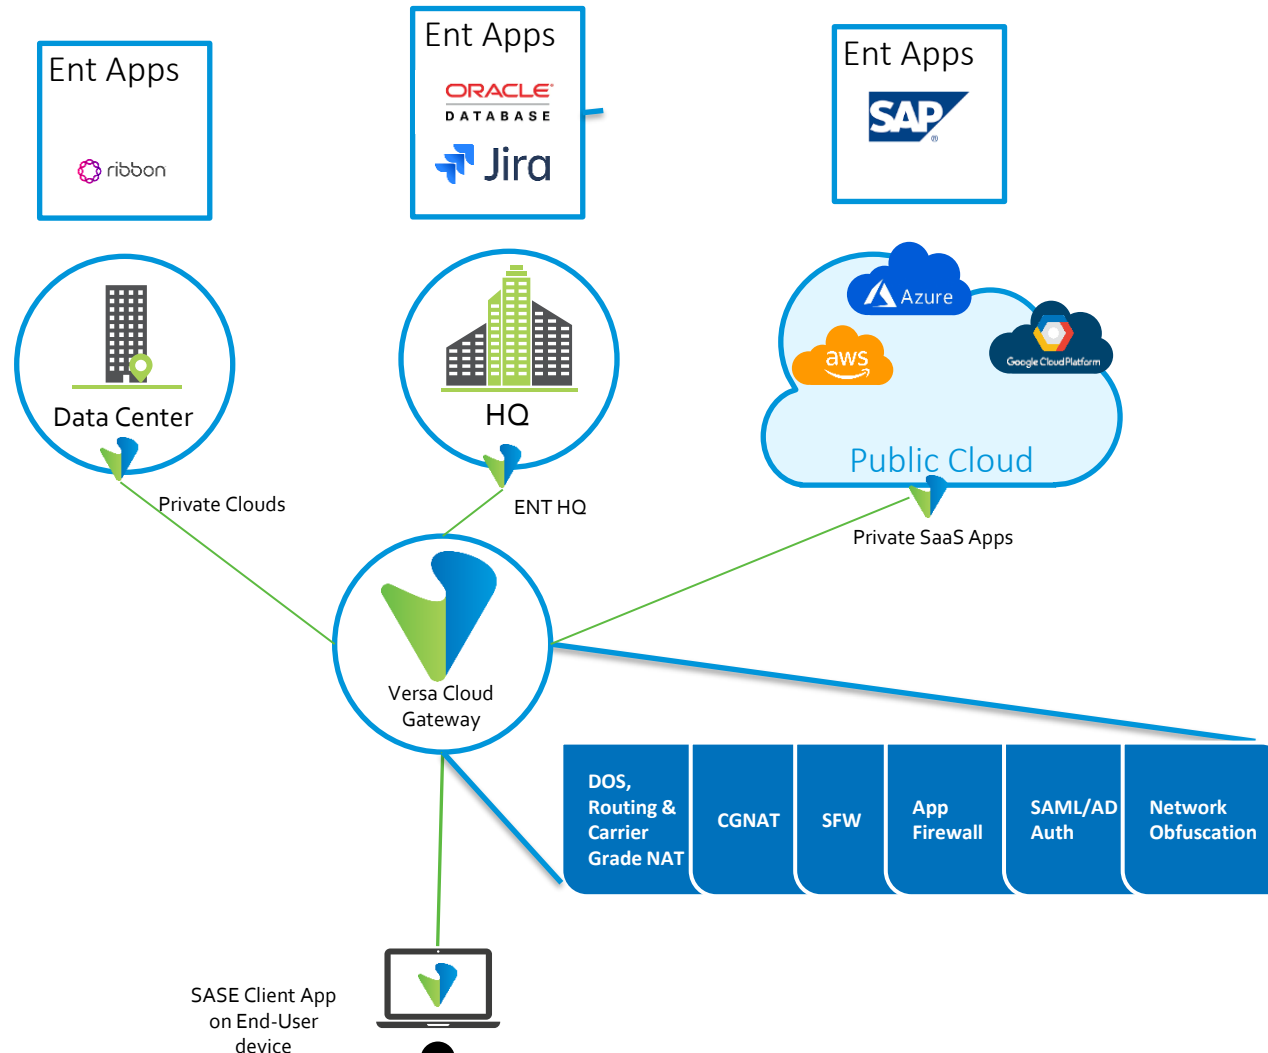 Ent Apps
ribbon
Ent Apps
ORACLE®
DATABASE
Jira
Ent Apps
SAP
®
Data Center
HQ
Azure
aws
Google Cloud Platform
Public Cloud
Private Clouds
ENT HQ
Private SaaS Apps
Versa Cloud
Gateway
DOS,
Routing &
Carrier
Grade NAT
CGNAT
SFW
App
Firewall
SAML/AD
Auth
Network
Obfuscation
SASE Client App
on End-User
device